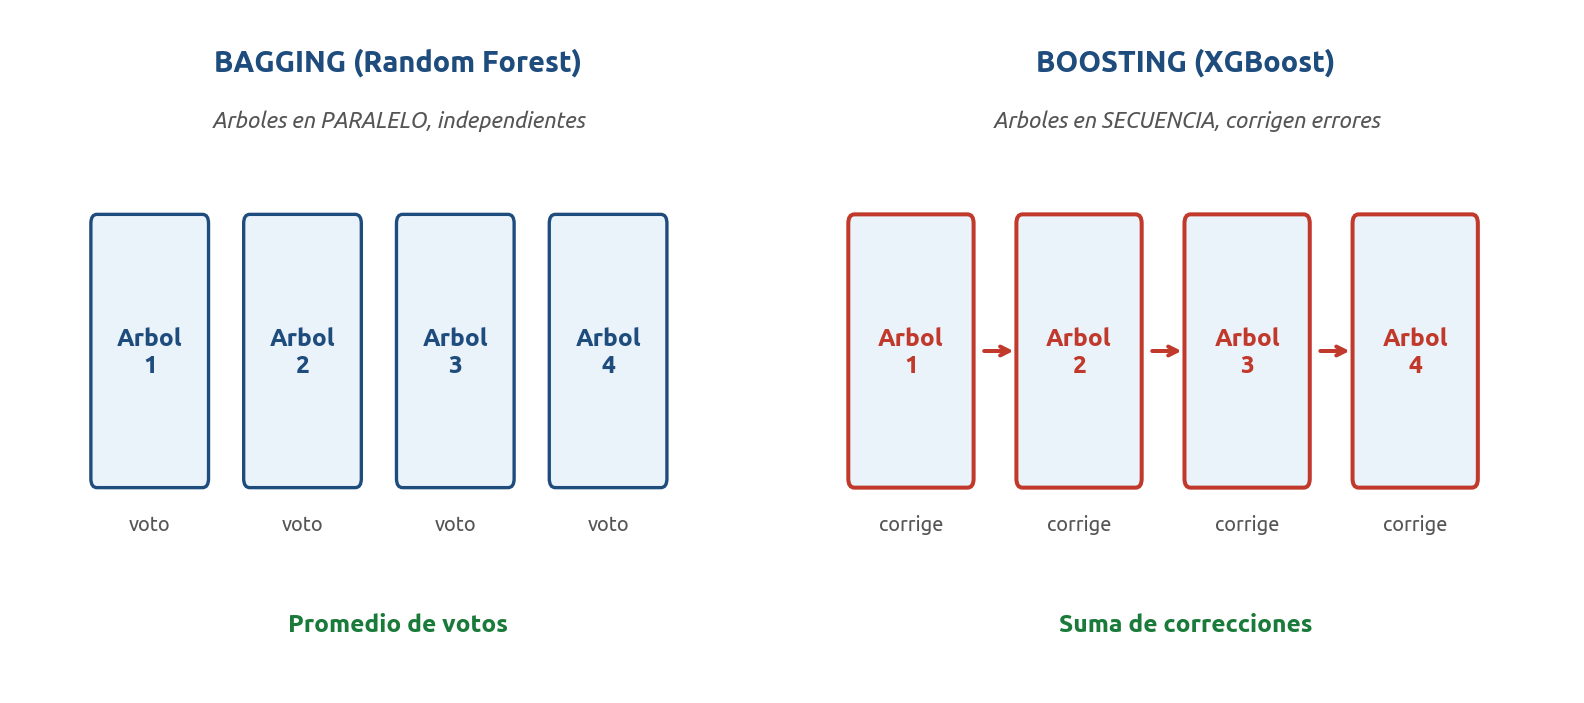 BAGGING (Random Forest)
Arboles en PARALELO, independientes
Arbol
1
Arbol
2
Arbol
3
Arbol
4
voto
voto
voto
voto
Promedio de votos
BOOSTING (XGBoost)
Arboles en SECUENCIA, corrigen errores
Arbol
1
Arbol
2
Arbol
3
Arbol
4
corrige
corrige
corrige
corrige
Suma de correcciones